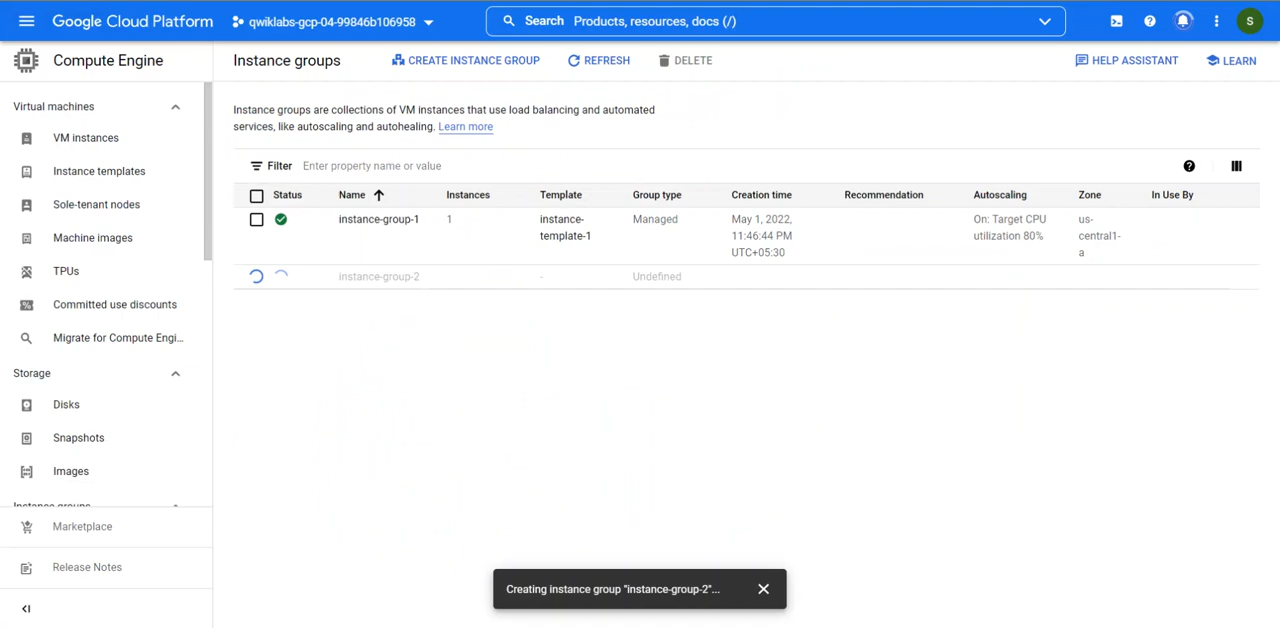 Google Cloud Platform
qwiklabs-gcp-04-99846b106958
Search Products, resources, docs (/)
S
Compute Engine
Instance groups
CREATE INSTANCE GROUP
REFRESH
DELETE
HELP ASSISTANT
LEARN
Virtual machines
VM instances
Instance templates
Sole-tenant nodes
Machine images
TPUs
Committed use discounts
Migrate for Compute Engi...
Storage
Disks
Snapshots
Images
Instance groups
Marketplace
Release Notes
Instance groups are collections of VM instances that use load balancing and automated
services, like autoscaling and autohealing. Learn more
Filter Enter property name or value
Status Name Instances Template Group type Creation time Recommendation Autoscaling Zone In Use By
instance-group-1 1 instance- Managed May 1, 2022, On: Target CPU us-
template-1 11:46:44 PM utilization 80% central1-
UTC+05:30 a
instance-group-2 - Undefined
Creating instance group "instance-group-2"...